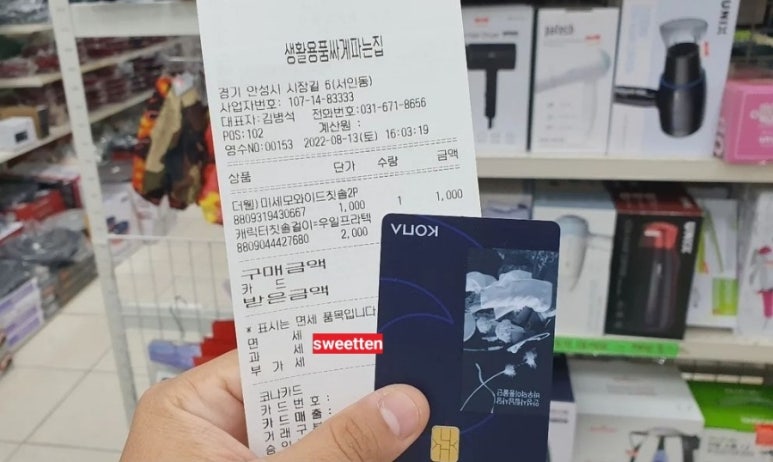 생활용품싸게파는집
경기 안성시 시장길 6(서인동)
사업자번호: 107-14-83333
대표자:김병석 전화번호:031-671-8656
POS:102 계산원 :
영수NO:00153 2022-08-13(토) 16:03:19
상품 단가 수량 금액
더웰)미세모와이드칫솔2P
8809319430667 1,000 1 1,000
캐릭터칫솔걸이=우일프라텍
8809044427680 2,000
구매금액
카 드
받은금액
* 표시는 면세 품목입니다
면 세
과 세
부 가 세
sweetten
코나카드
카드번호:
카드매출:
거래구분
KONA
UNIX